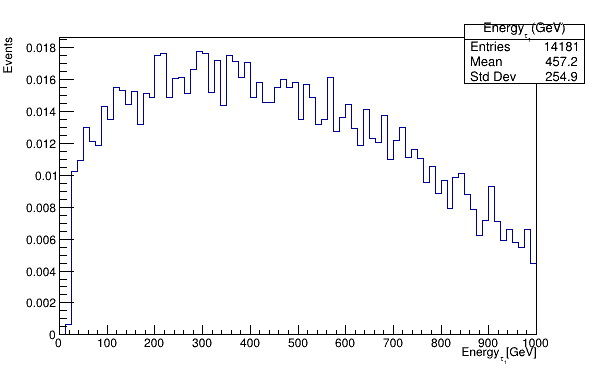 Energy_τ₁(GeV)
Entries 14181
Mean 457.2
Std Dev 254.9
Events
0.018
0.016
0.014
0.012
0.01
0.008
0.006
0.004
0.002
0
0 100 200 300 400 500 600 700 800 900 1000
Energy_τ₁[GeV]